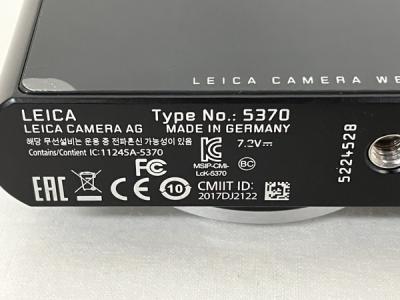 LEICA CAMERA WE
LEICA Type No.: 5370
LEICA CAMERA AG MADE IN GERMANY
해당 무선설비는 운용 중 전파혼신 가능성이 있음 7.2V
Contains/Contient IC: 11245A-5370
MSIP-CMI-
LcK-5370
BC
EAC FC 10 CMIIT ID:
2017DJ2122
5224528